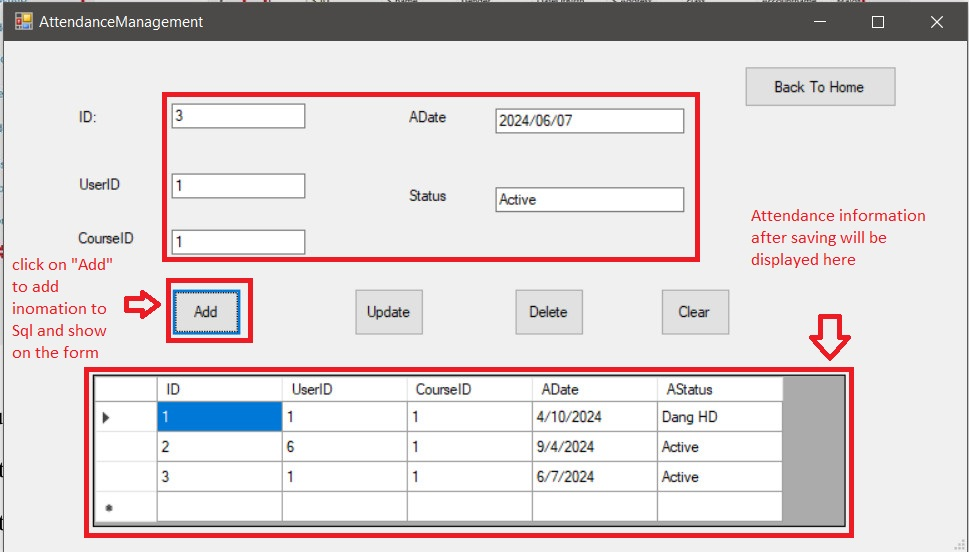 AttendanceManagement
Back To Home
ID: 3 ADate 2024/06/07
UserID 1 Status Active
CourseID 1
Attendance information
after saving will be
displayed here
click on "Add"
to add
inomation to
Sql and show
on the form
Add Update Delete Clear
ID UserID CourseID ADate AStatus
1 1 1 4/10/2024 Dang HD
2 6 1 9/4/2024 Active
3 1 1 6/7/2024 Active